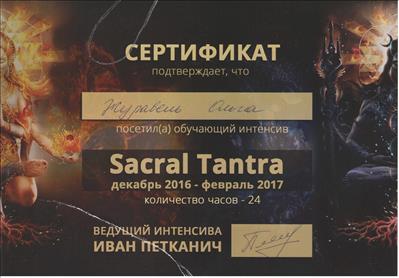 СЕРТИФИКАТ
подтверждает, что
Журавель Ольга
посетил(а) обучающий интенсив
Sacral Tantra
декабрь 2016 - февраль 2017
количество часов - 24
ВЕДУЩИЙ ИНТЕНСИВА
ИВАН ПЕТКАНИЧ